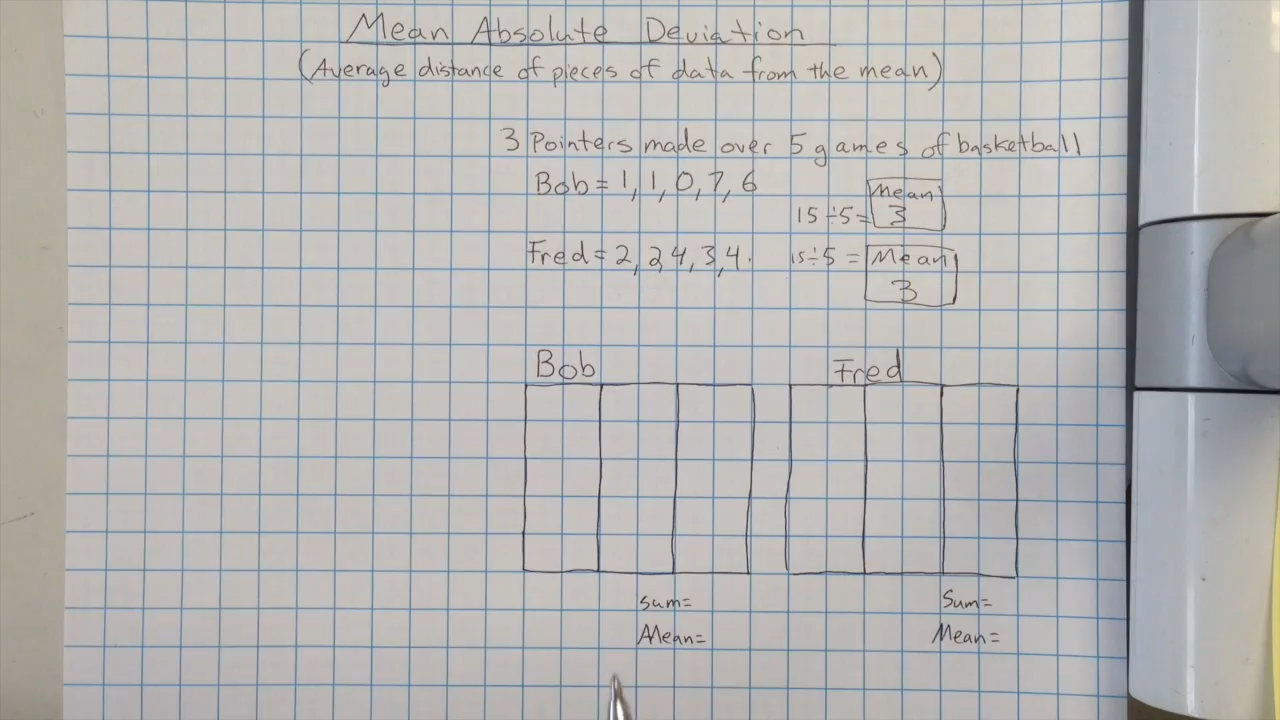 Mean Absolute Deviation
(Average distance of pieces of data from the mean)
3 Pointers made over 5 games of basketball
Bob = 1, 1, 0, 7, 6
15 ÷ 5 = Mean 3
Fred = 2, 2, 4, 3, 4.
15 ÷ 5 = Mean 3
Bob
Fred
Sum=
Mean=
Sum=
Mean=